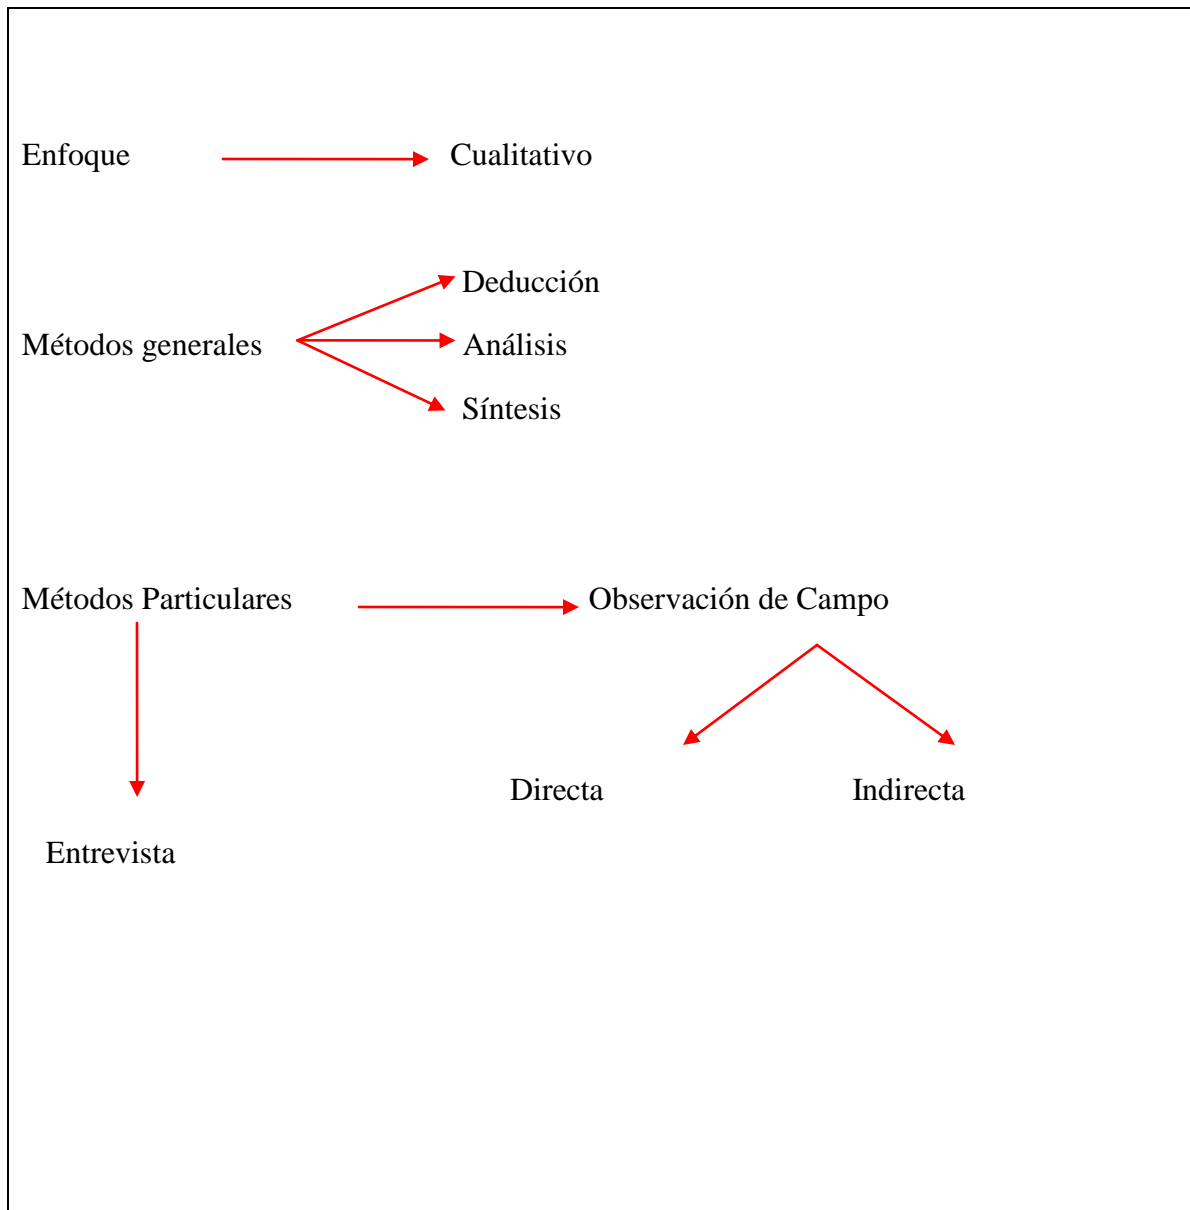 Enfoque
Cualitativo
Deducción
Métodos generales
Análisis
Síntesis
Métodos Particulares
Observación de Campo
Directa
Indirecta
Entrevista